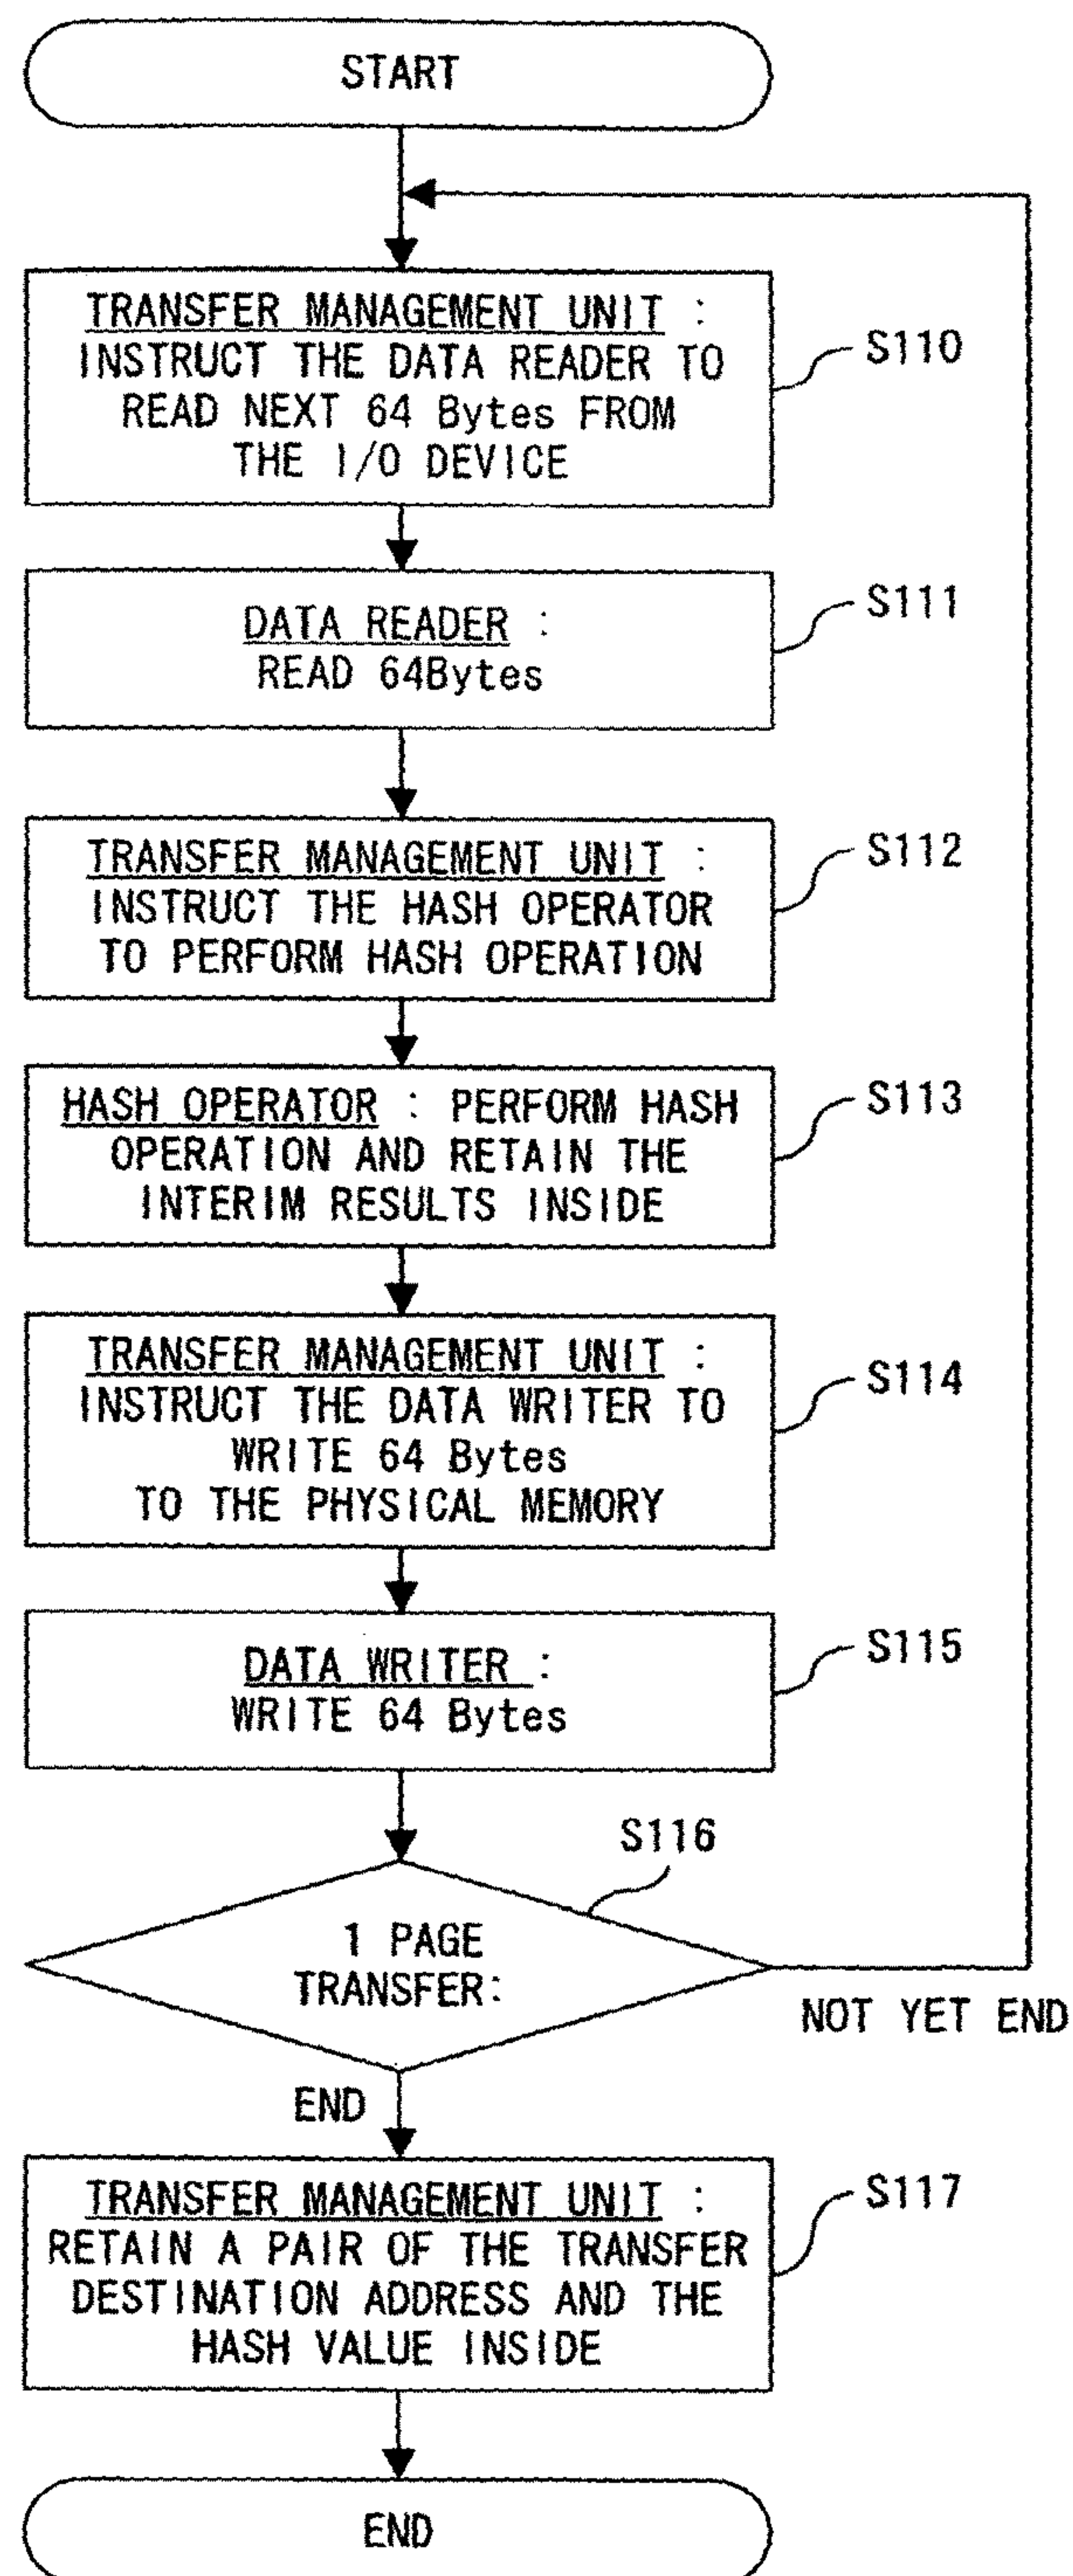 START
TRANSFER MANAGEMENT UNIT :
INSTRUCT THE DATA READER TO
READ NEXT 64 Bytes FROM
THE I/O DEVICE
S110
DATA READER :
READ 64Bytes
S111
TRANSFER MANAGEMENT UNIT :
INSTRUCT THE HASH OPERATOR
TO PERFORM HASH OPERATION
S112
HASH OPERATOR : PERFORM HASH
OPERATION AND RETAIN THE
INTERIM RESULTS INSIDE
S113
TRANSFER MANAGEMENT UNIT :
INSTRUCT THE DATA WRITER TO
WRITE 64 Bytes
TO THE PHYSICAL MEMORY
S114
DATA WRITER :
WRITE 64 Bytes
S115
S116
1 PAGE
TRANSFER:
NOT YET END
END
TRANSFER MANAGEMENT UNIT :
RETAIN A PAIR OF THE TRANSFER
DESTINATION ADDRESS AND THE
HASH VALUE INSIDE
S117
END